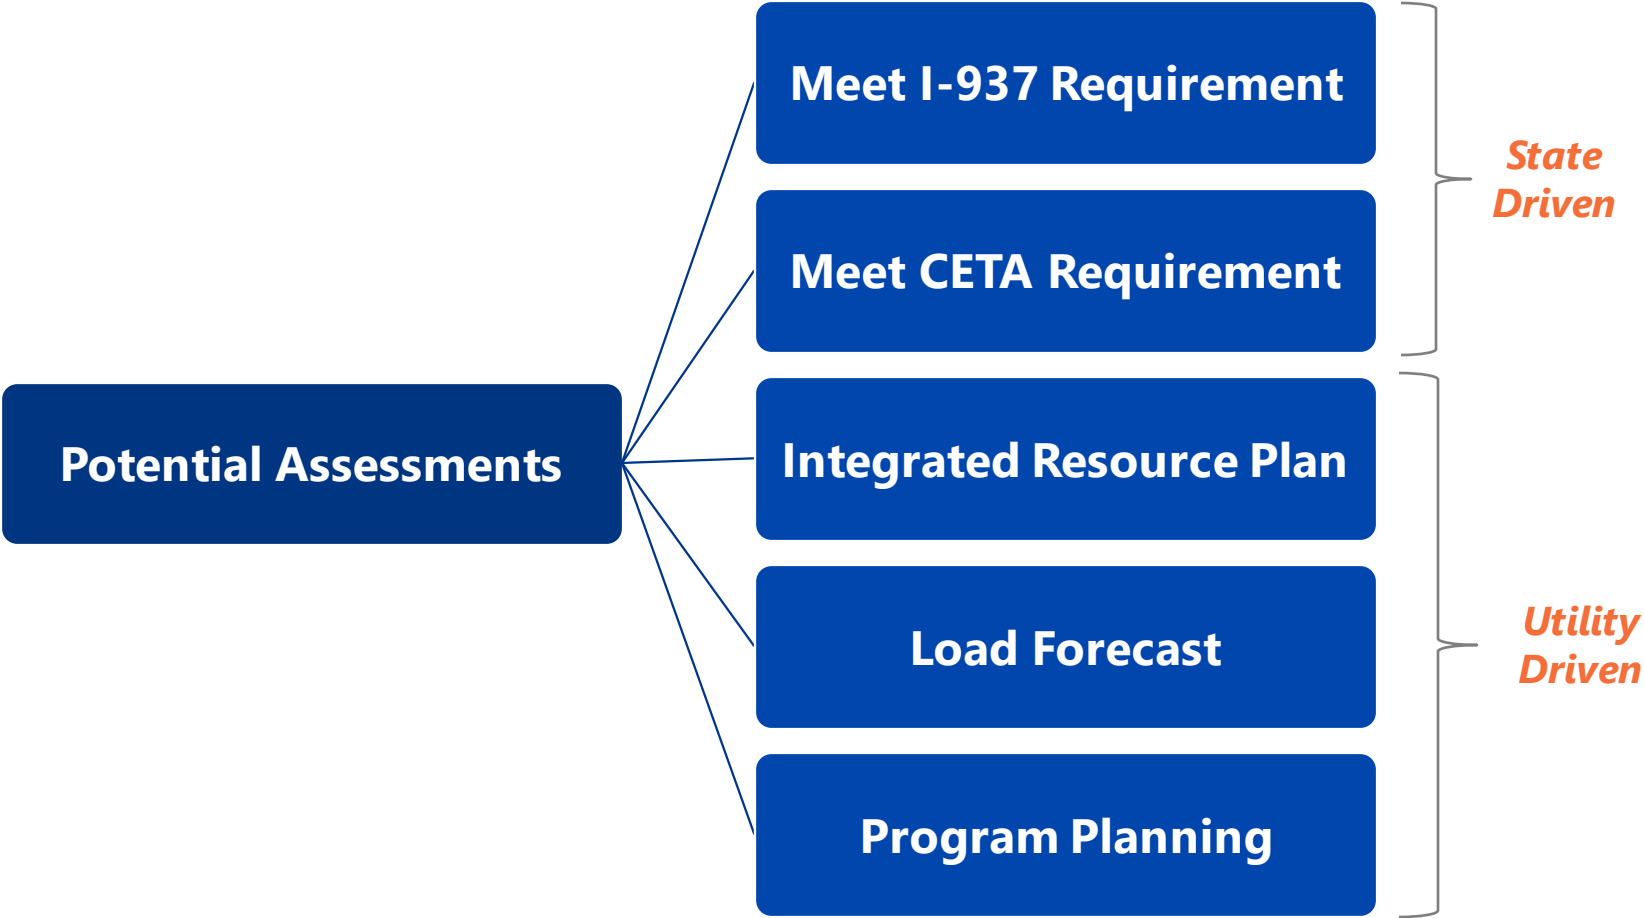 Meet I-937 Requirement
State
Driven
Meet CETA Requirement
Potential Assessments
Integrated Resource Plan
Load Forecast
Utility
Driven
Program Planning